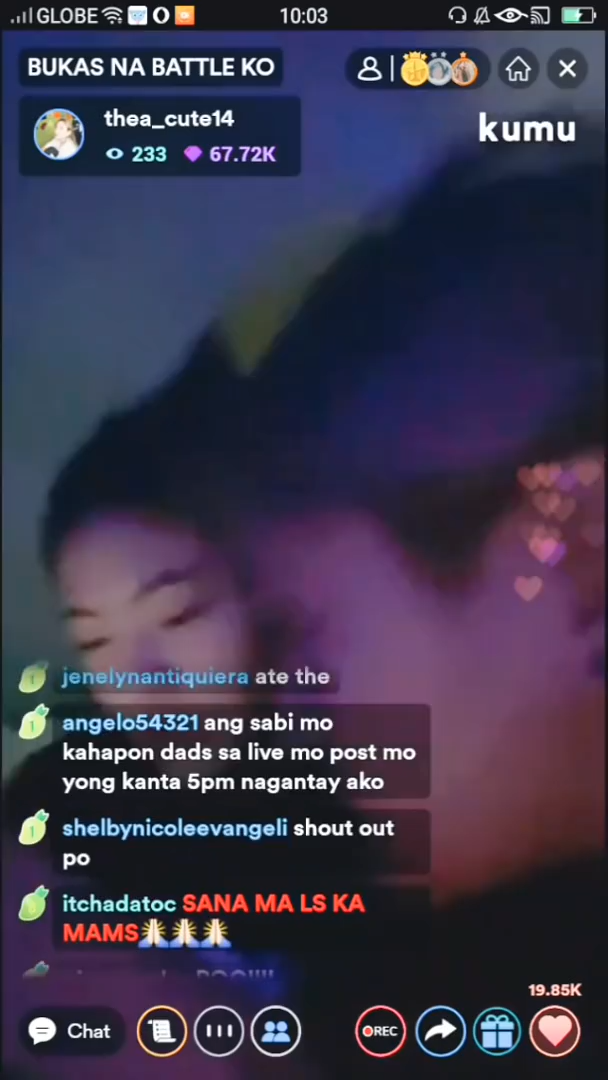 GLOBE
10:03
BUKAS NA BATTLE KO
thea_cute14
233 67.72K
kumu
jenelynantiquiera ate the
angelo54321 ang sabi mo
kahapon dads sa live mo post mo
yong kanta 5pm nagantay ako
shelbynicoleevangeli shout out
po
itchadatoc SANA MA LS KA
MAMS
19.85K
Chat
REC